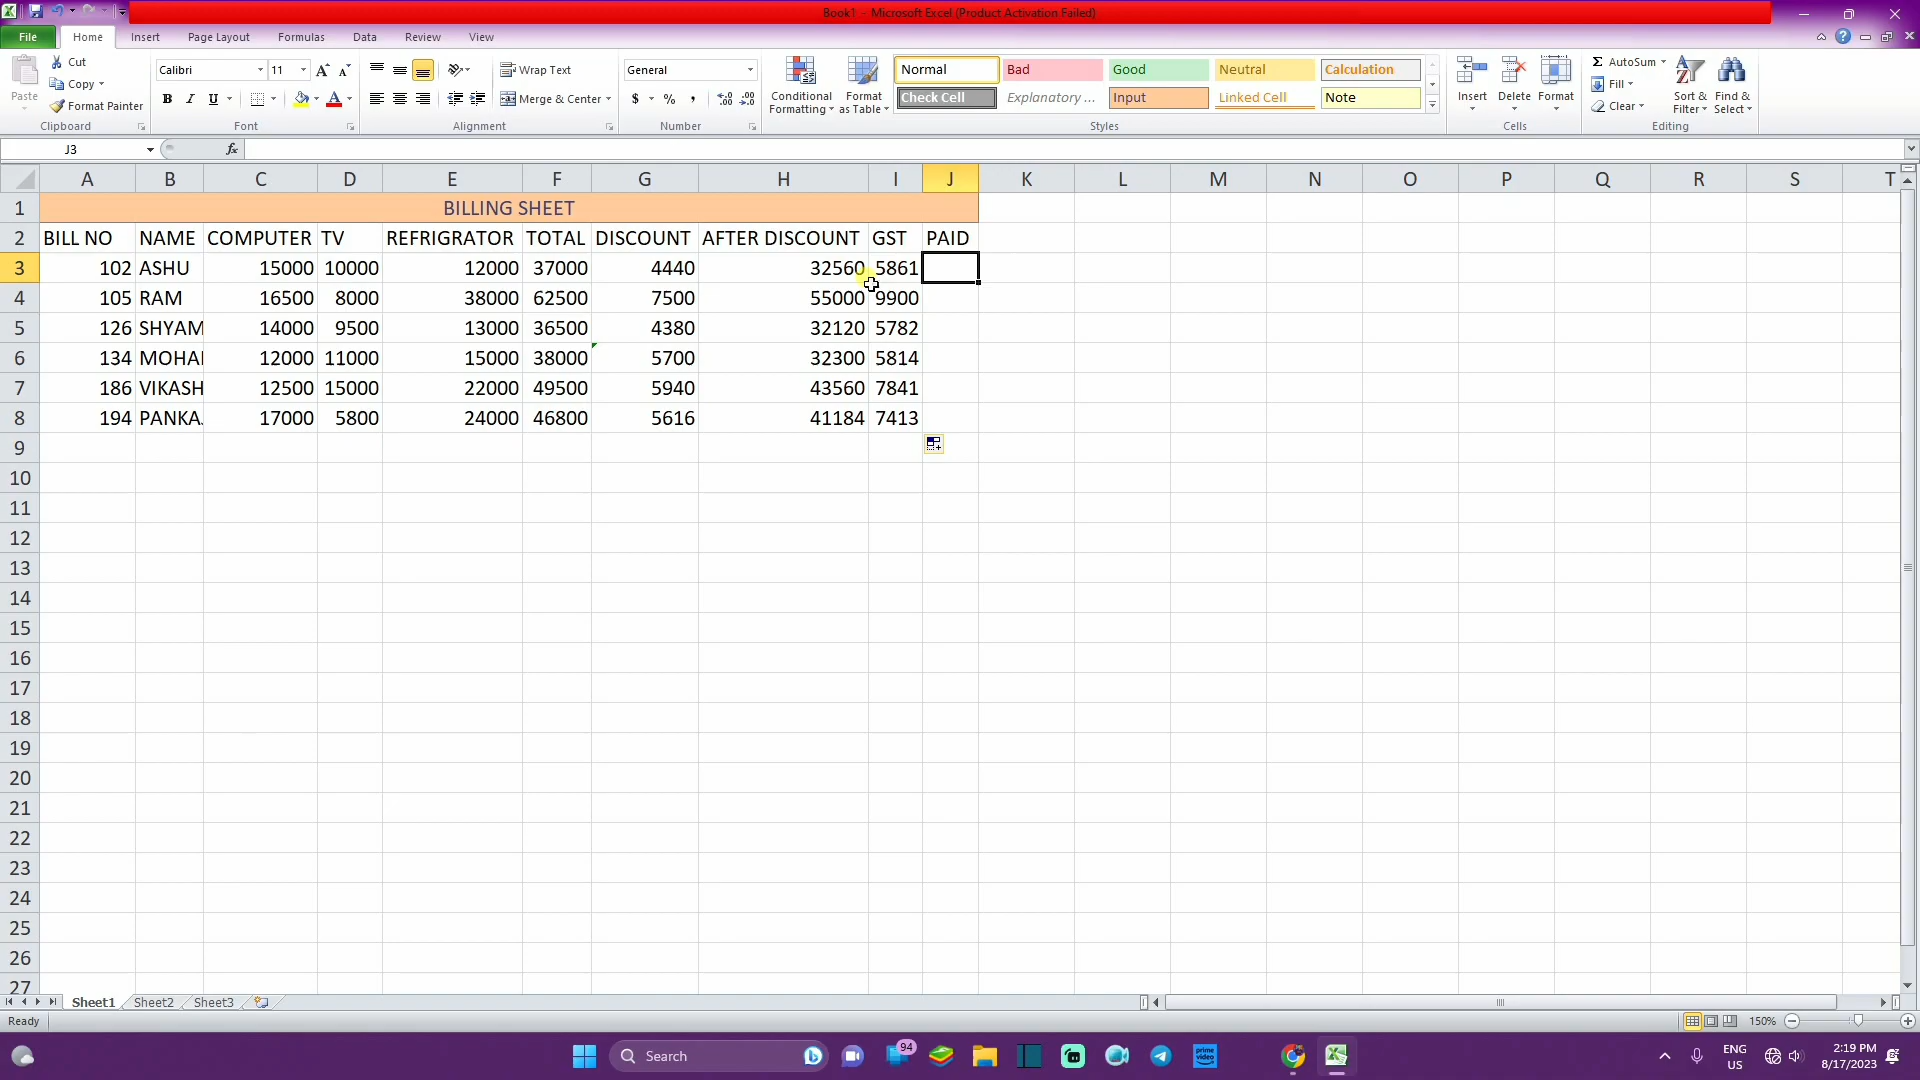 Book1 - Microsoft Excel (Product Activation Failed)
File Home Insert Page Layout Formulas Data Review View
Paste Cut Copy Format Painter Clipboard
Calibri 11 B I U A Font
Wrap Text Merge & Center Alignment
General $ % , Number
Conditional Formatting Format as Table
Normal Bad Good Neutral Calculation
Check Cell Explanatory ... Input Linked Cell Note
Styles
Insert Delete Format Cells
Σ AutoSum Fill Clear Sort & Filter Find & Select Editing
J3 fx
A B C D E F G H I J K L M N O P Q R S T
1 BILLING SHEET
2 BILL NO NAME COMPUTER TV REFRIGRATOR TOTAL DISCOUNT AFTER DISCOUNT GST PAID
3 102 ASHU 15000 10000 12000 37000 4440 32560 5861
4 105 RAM 16500 8000 38000 62500 7500 55000 9900
5 126 SHYAM 14000 9500 13000 36500 4380 32120 5782
6 134 MOHA 12000 11000 15000 38000 5700 32300 5814
7 186 VIKASH 12500 15000 22000 49500 5940 43560 7841
8 194 PANKA 17000 5800 24000 46800 5616 41184 7413
9
10
11
12
13
14
15
16
17
18
19
20
21
22
23
24
25
26
27
Sheet1 Sheet2 Sheet3
Ready 150%
Search 94 prime video ENG US 2:19 PM 8/17/2023